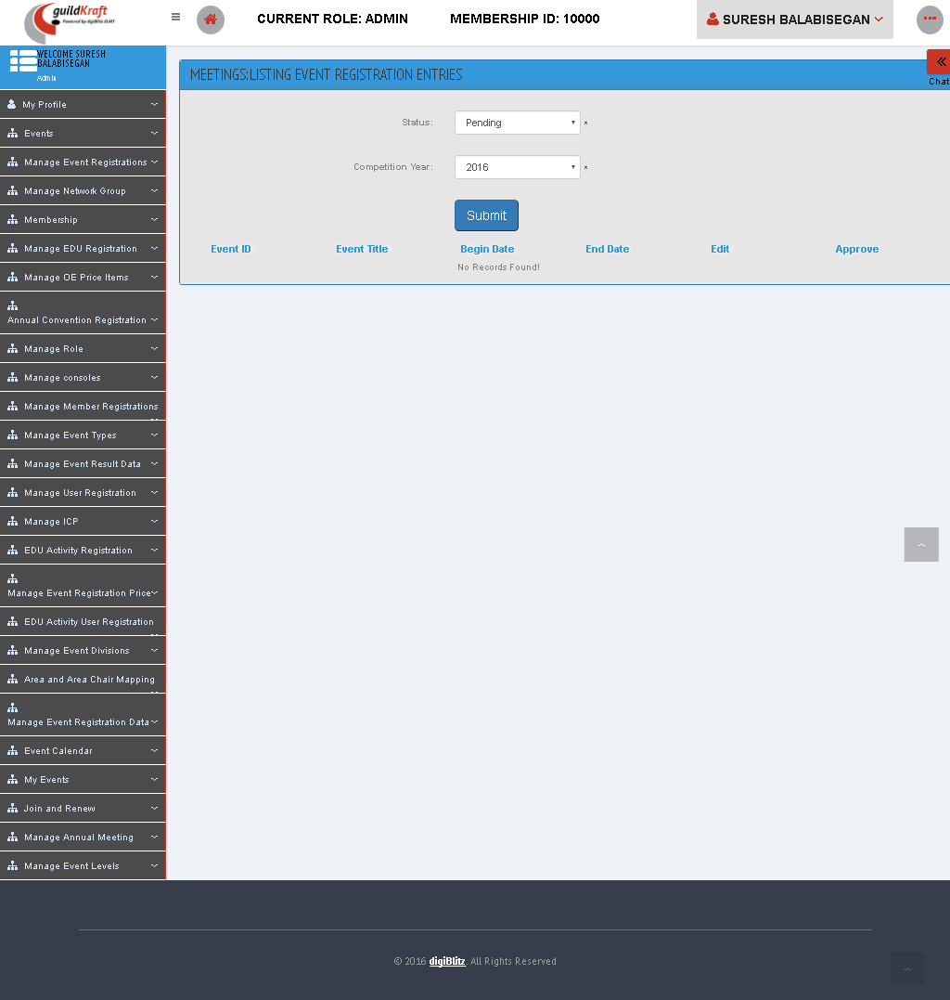 guildKraft
Powered by digiBlitz ELMT
CURRENT ROLE: ADMIN
MEMBERSHIP ID: 10000
SURESH BALABISEGAN
WELCOME SURESH
BALABISEGAN
Admin
MEETINGS:LISTING EVENT REGISTRATION ENTRIES
Chat
My Profile
Events
Manage Event Registrations
Manage Network Group
Membership
Manage EDU Registration
Manage OE Price Items
Annual Convention Registration
Manage Role
Manage consoles
Manage Member Registrations
Manage Event Types
Manage Event Result Data
Manage User Registration
Manage ICP
EDU Activity Registration
Manage Event Registration Price
EDU Activity User Registration
Manage Event Divisions
Area and Area Chair Mapping
Manage Event Registration Data
Event Calendar
My Events
Join and Renew
Manage Annual Meeting
Manage Event Levels
Status: Pending *
Competition Year: 2016 *
Submit
Event ID Event Title Begin Date End Date Edit Approve
No Records Found!
© 2016 digiBlitz. All Rights Reserved